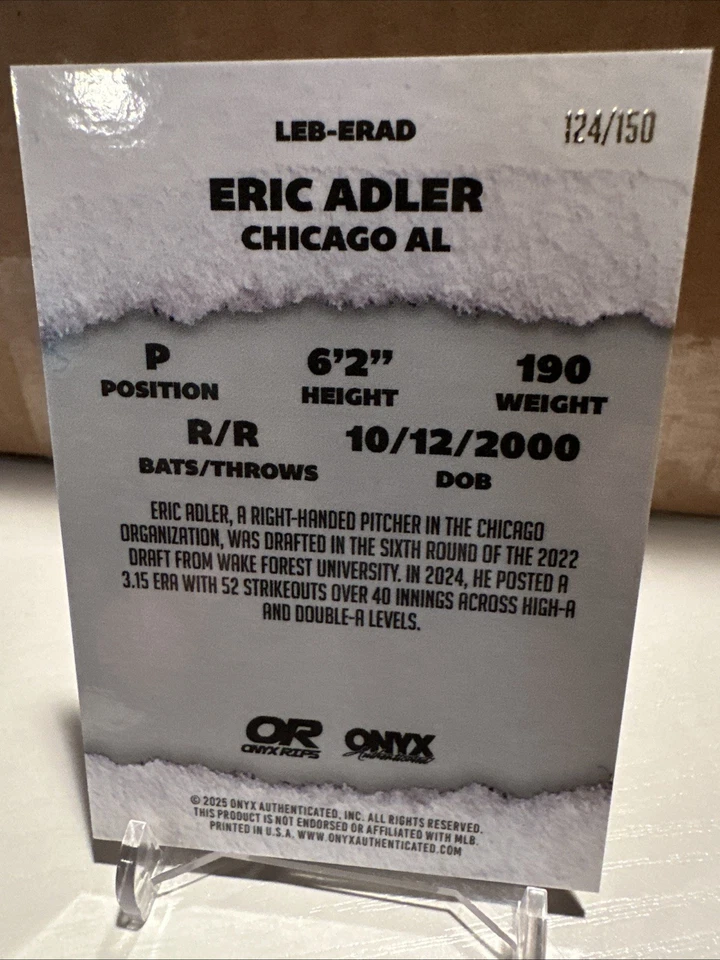 LEB-ERAD
124/150
ERIC ADLER
CHICAGO AL
P
POSITION
6'2”
HEIGHT
190
WEIGHT
R/R
BATS/THROWS
10/12/2000
DOB
ERIC ADLER, A RIGHT-HANDED PITCHER IN THE CHICAGO
ORGANIZATION, WAS DRAFTED IN THE SIXTH ROUND OF THE 2022
DRAFT FROM WAKE FOREST UNIVERSITY. IN 2024, HE POSTED A
3.15 ERA WITH 52 STRIKEOUTS OVER 40 INNINGS ACROSS HIGH-A
AND DOUBLE-A LEVELS.
OR
ONYX RIPS
ONYX
Authenticated
© 2025 ONYX AUTHENTICATED, INC. ALL RIGHTS RESERVED.
THIS PRODUCT IS NOT ENDORSED OR AFFILIATED WITH MLB.
PRINTED IN U.S.A. WWW.ONYXAUTHENTICATED.COM